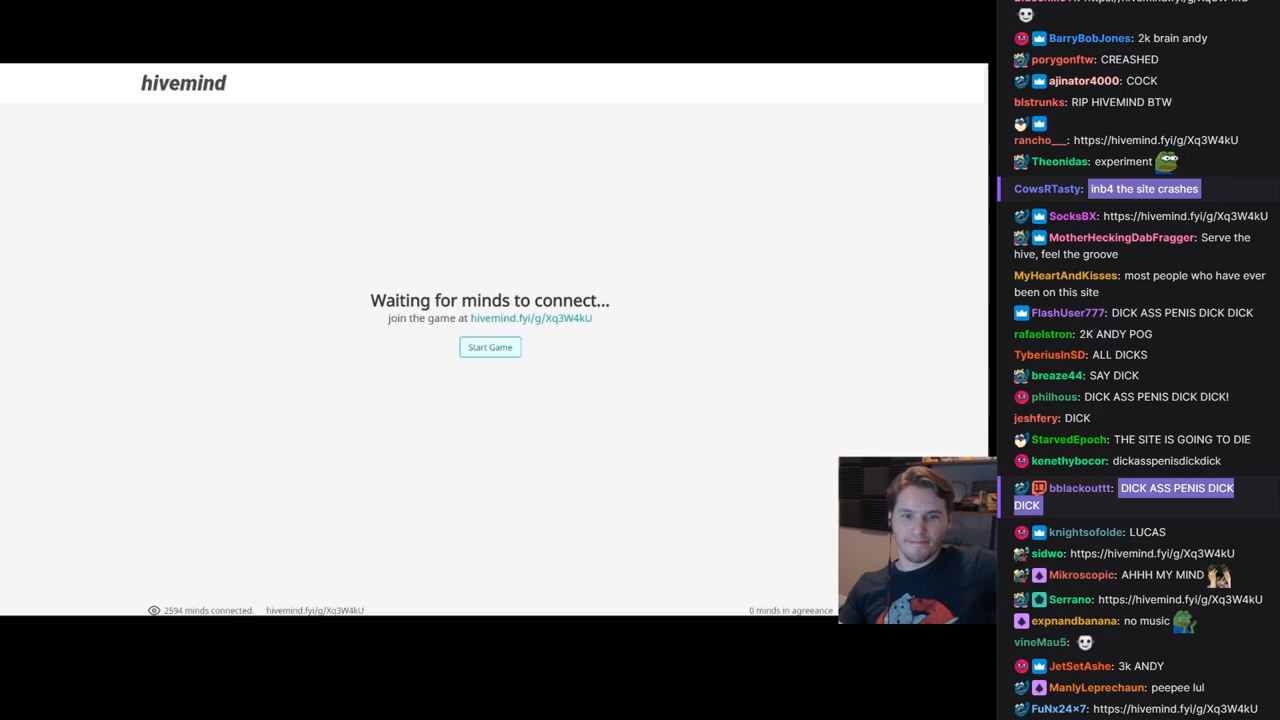 hivemind
Waiting for minds to connect...
join the game at hivemind.fyi/g/Xq3W4kU
Start Game
2594 minds connected. hivemind.fyi/g/Xq3W4kU
0 minds in agreeance
BarryBobJones: 2k brain andy
porygonftw: CREASHED
ajinator4000: COCK
blstrunks: RIP HIVEMIND BTW
rancho___: https://hivemind.fyi/g/Xq3W4kU
Theonidas: experiment
CowsRTasty: inb4 the site crashes
SocksBX: https://hivemind.fyi/g/Xq3W4kU
MotherHeckingDabFragger: Serve the
hive, feel the groove
MyHeartAndKisses: most people who have ever
been on this site
FlashUser777: DICK ASS PENIS DICK DICK
rafaelstron: 2K ANDY POG
TyberiusInSD: ALL DICKS
breaze44: SAY DICK
philhous: DICK ASS PENIS DICK DICK!
jeshfery: DICK
StarvedEpoch: THE SITE IS GOING TO DIE
kenethybocor: dickasspenisdickdick
bblackouttt: DICK ASS PENIS DICK
DICK
knightsofolde: LUCAS
sidwo: https://hivemind.fyi/g/Xq3W4kU
Mikroscopic: AHHH MY MIND
Serrano: https://hivemind.fyi/g/Xq3W4kU
expnandbanana: no music
vineMau5:
JetSetAshe: 3k ANDY
ManlyLeprechaun: peepee lul
FuNx24x7: https://hivemind.fyi/g/Xq3W4kU